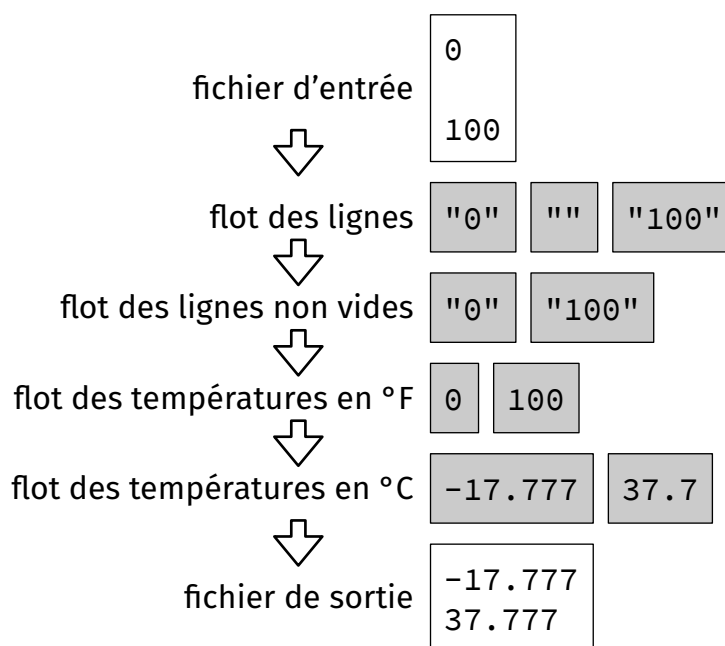 0
fichier d'entrée
100
flot des lignes "0" "" "100"
flot des lignes non vides "0" "100"
flot des températures en °F 0 100
flot des températures en °C -17.777 37.7
fichier de sortie
-17.777
37.777